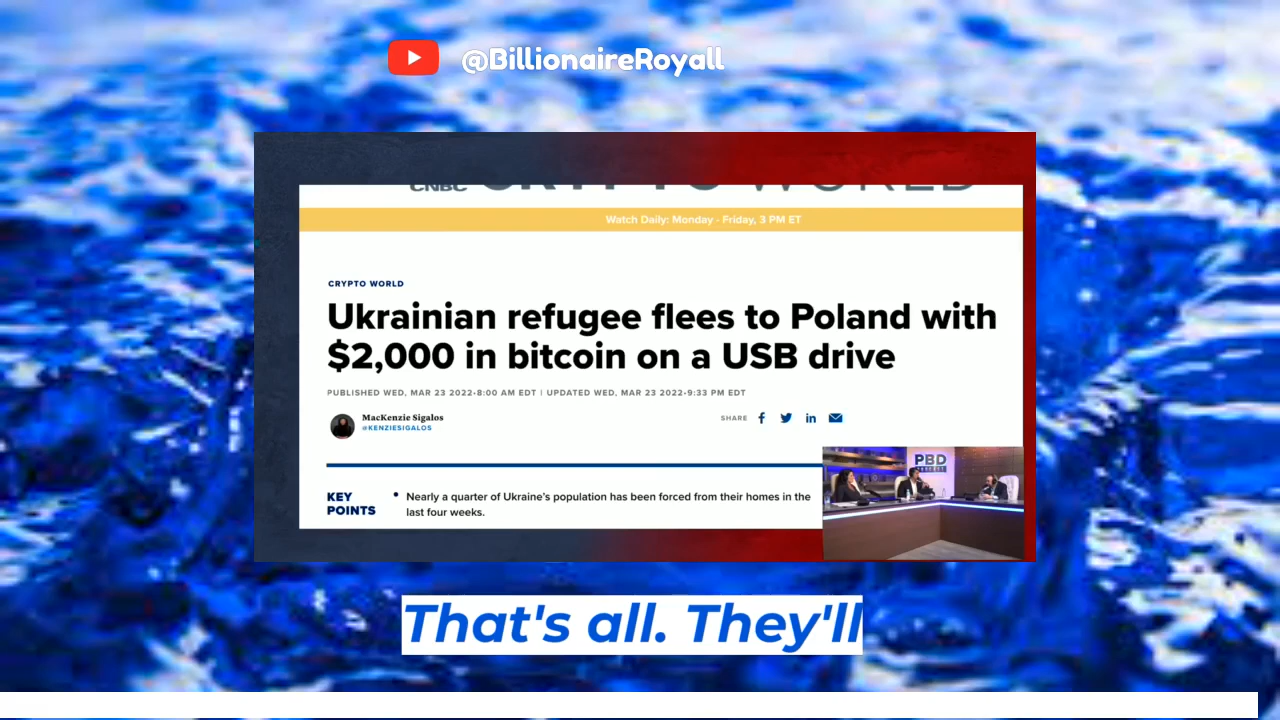 @BillionaireRoyall
CNBC CRYPTO WORLD
Watch Daily: Monday - Friday, 3 PM ET
CRYPTO WORLD
Ukrainian refugee flees to Poland with
$2,000 in bitcoin on a USB drive
PUBLISHED WED, MAR 23 2022•8:00 AM EDT | UPDATED WED, MAR 23 2022•9:33 PM EDT
MacKenzie Sigalos
@KENZIESIGALOS
SHARE
KEY
POINTS
• Nearly a quarter of Ukraine's population has been forced from their homes in the
last four weeks.
PBD
That's all. They'll